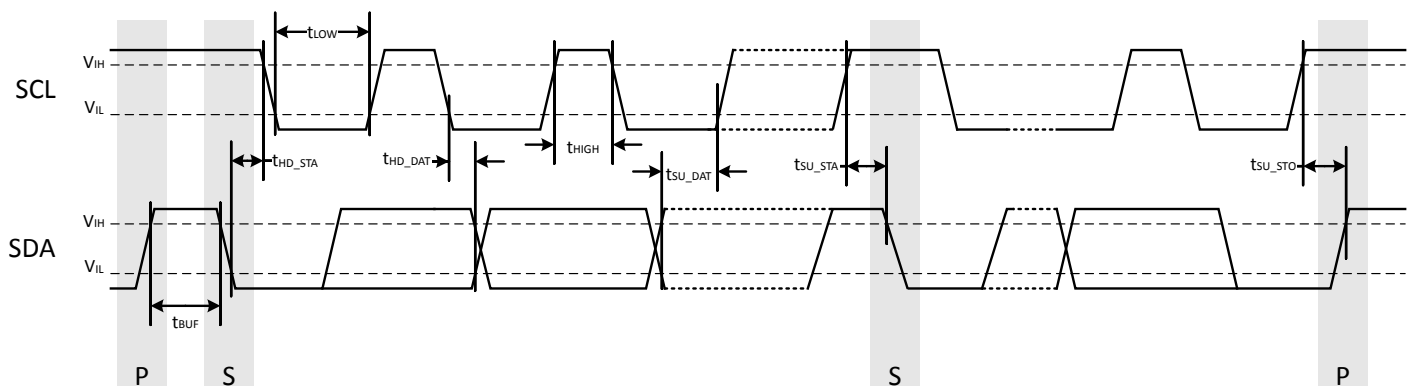 tLOW
VIH
SCL
VIL
tHD_STA
tHD_DAT
tHIGH
tSU_DAT
tSU_STA
tSU_STO
VIH
SDA
VIL
tBUF
P
S
S
P